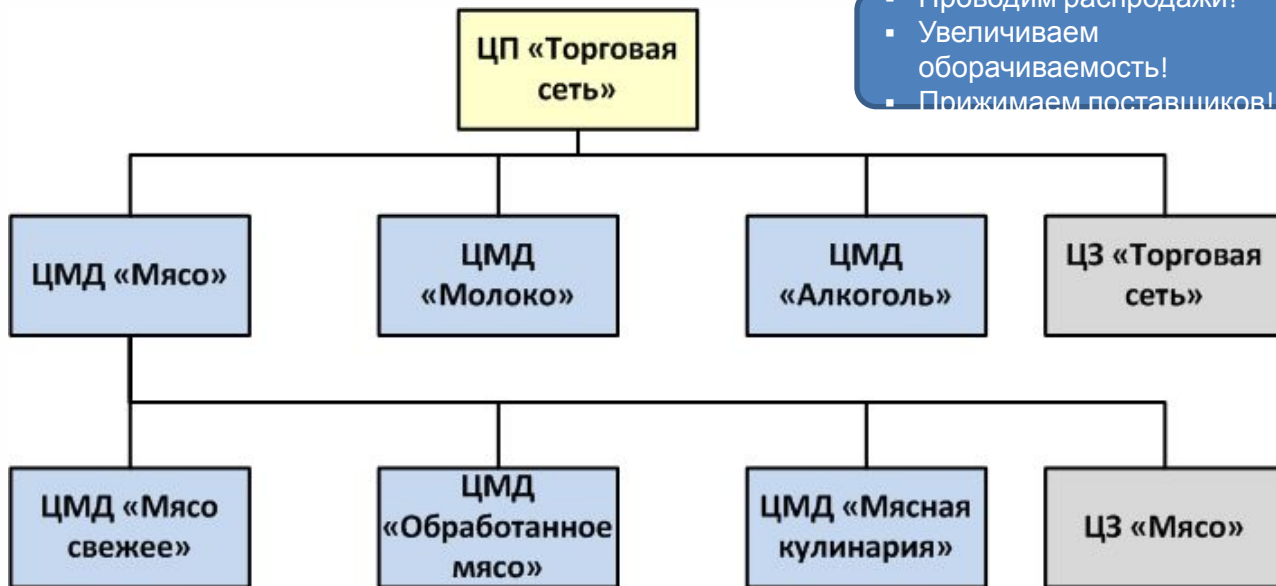 ▪ Проводим распродажи!
▪ Увеличиваем
оборачиваемость!
▪ Прижимаем поставщиков!
ЦП «Торговая
сеть»
ЦМД «Мясо»
ЦМД
«Молоко»
ЦМД
«Алкоголь»
ЦЗ «Торговая
сеть»
ЦМД «Мясо
свежее»
ЦМД
«Обработанное
мясо»
ЦМД «Мясная
кулинария»
ЦЗ «Мясо»